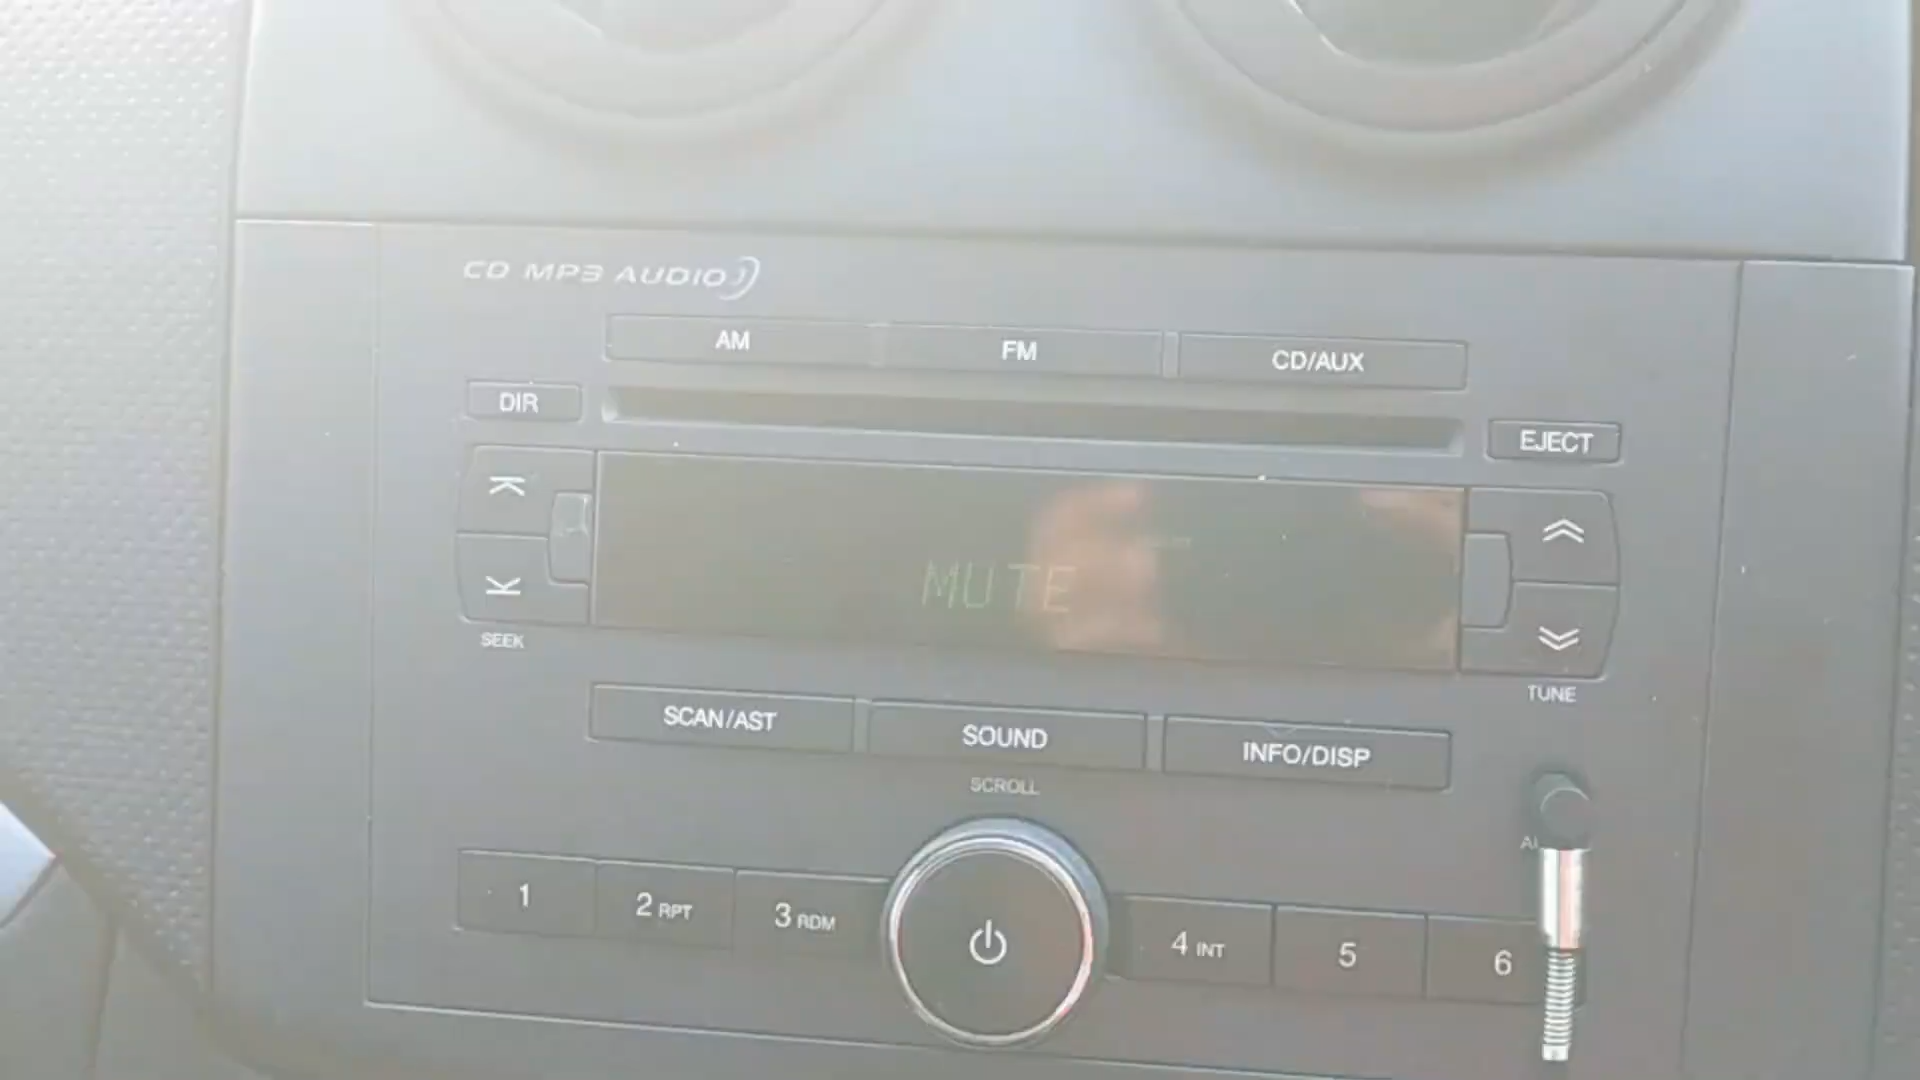 CD MP3 AUDIO
AM FM CD/AUX
DIR
EJECT
MUTE
SEEK
TUNE
SCAN/AST SOUND INFO/DISP
SCROLL
1 2 RPT 3 RDM 4 INT 5 6